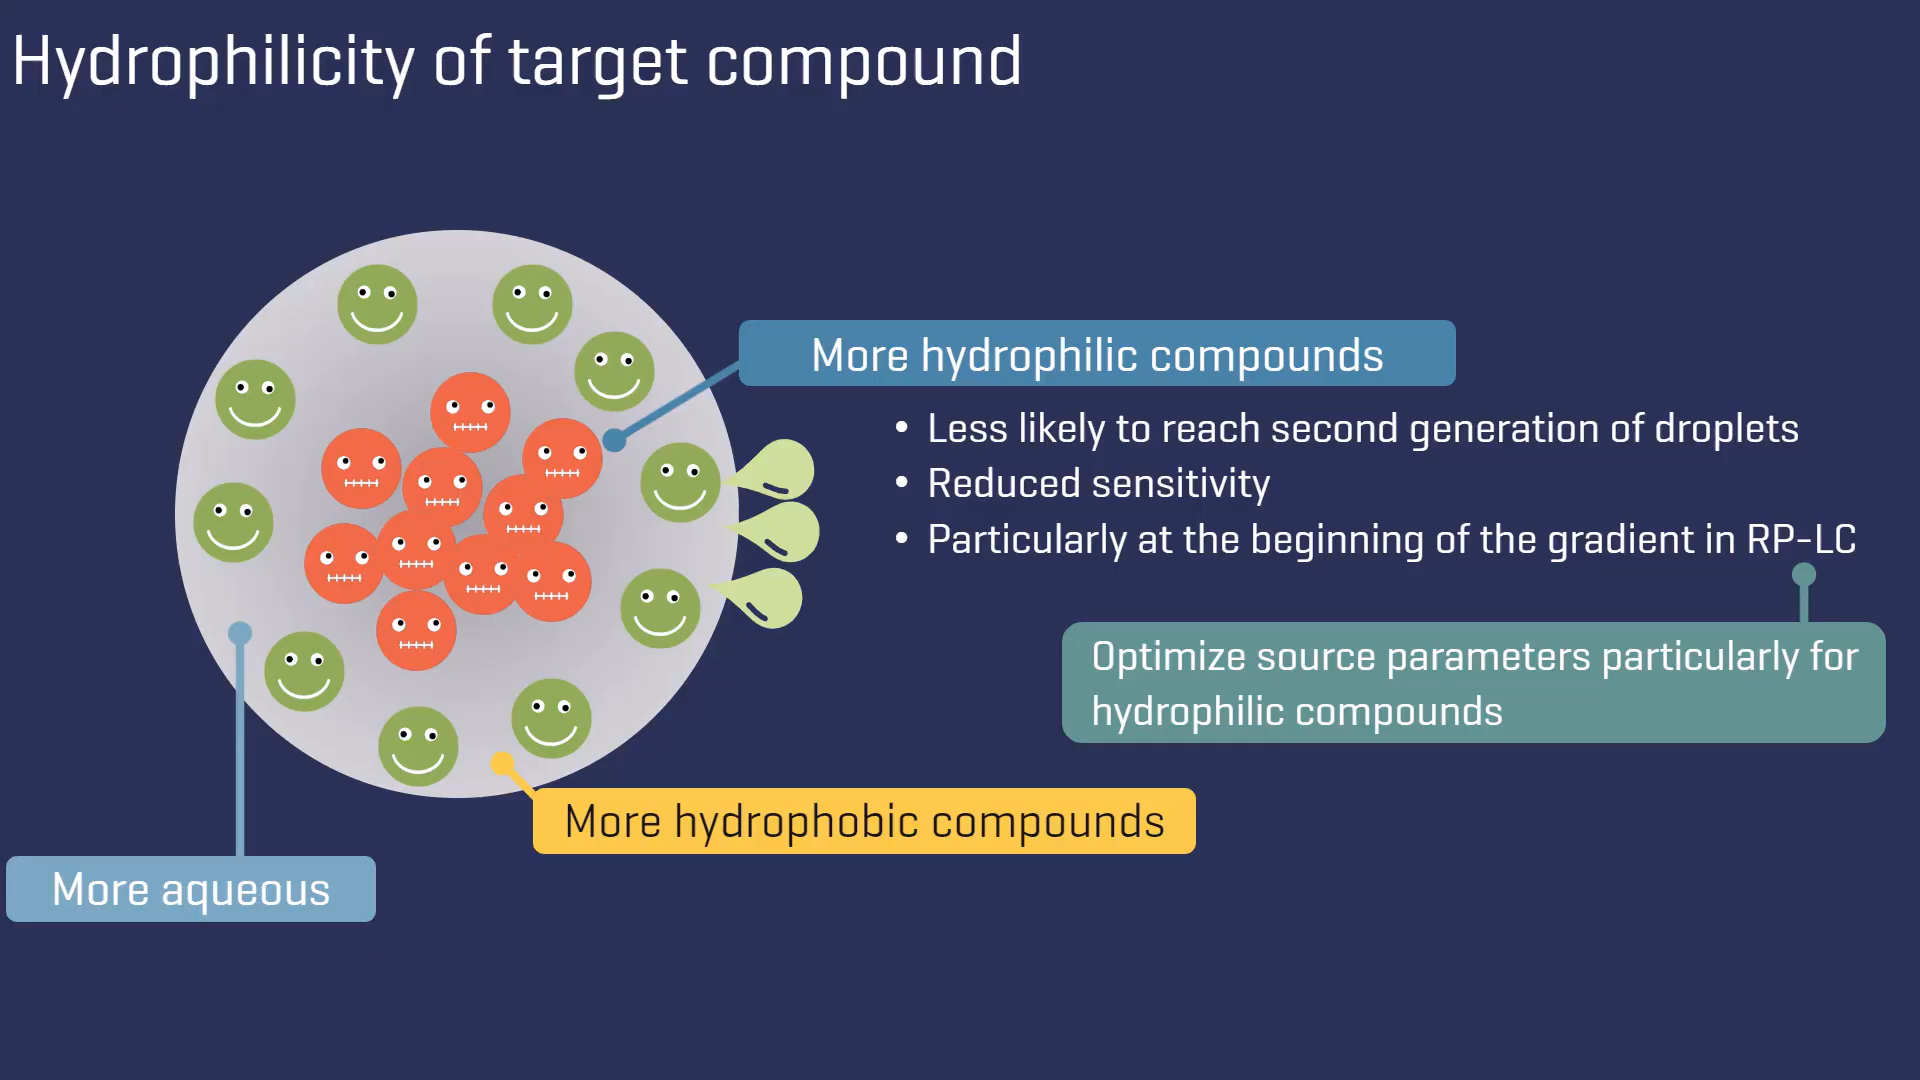 Hydrophilicity of target compound
More hydrophilic compounds
• Less likely to reach second generation of droplets
• Reduced sensitivity
• Particularly at the beginning of the gradient in RP-LC
Optimize source parameters particularly for
hydrophilic compounds
More hydrophobic compounds
More aqueous